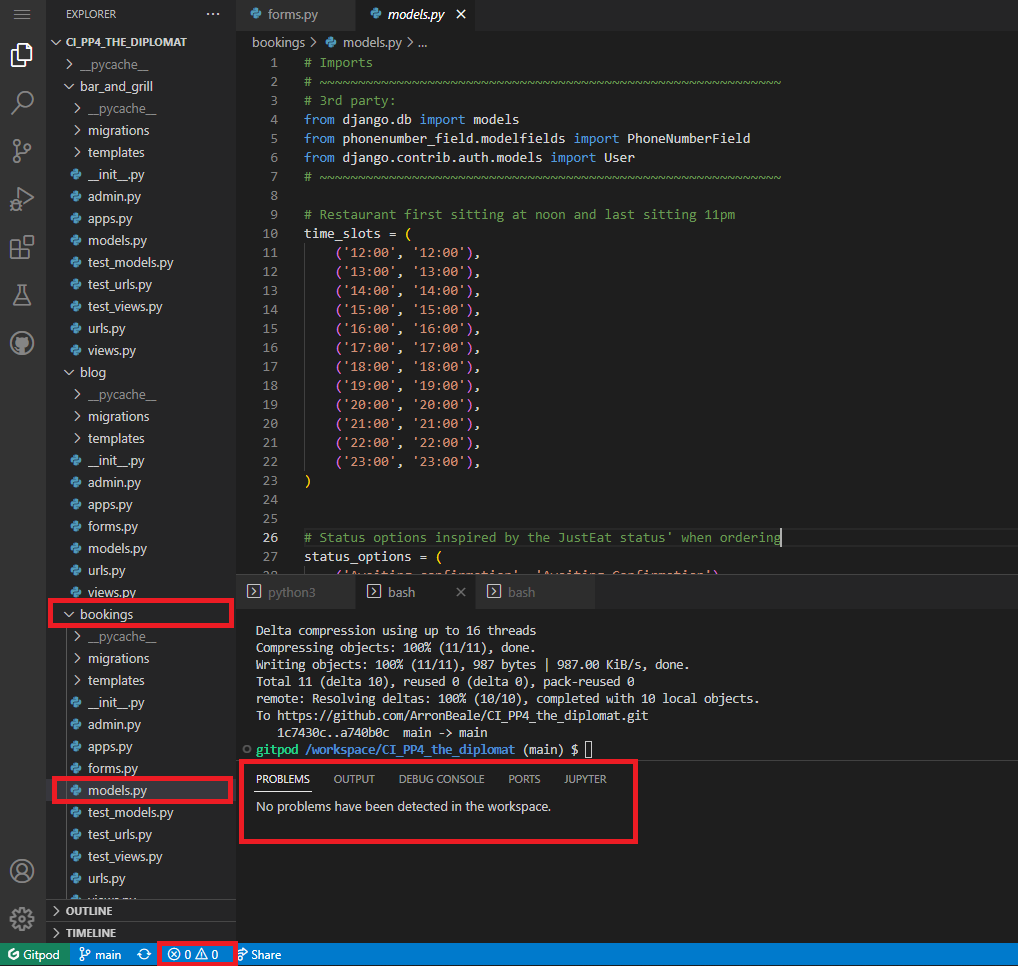 EXPLORER
...
CI_PP4_THE_DIPLOMAT
__pycache__
bar_and_grill
__pycache__
migrations
templates
__init__.py
admin.py
apps.py
models.py
test_models.py
test_urls.py
test_views.py
urls.py
views.py
blog
__pycache__
migrations
templates
__init__.py
admin.py
apps.py
forms.py
models.py
urls.py
views.py
bookings
__pycache__
migrations
templates
__init__.py
admin.py
apps.py
forms.py
models.py
test_models.py
test_urls.py
test_views.py
urls.py
views.py
OUTLINE
TIMELINE
forms.py
models.py
bookings > models.py > ...
1 # Imports
2 # ~~~~~~~~~~~~~~~~~~~~~~~~~~~~~~~~~~~~~~~~~~~~~~~~~~~~~~~~~~~~
3 # 3rd party:
4 from django.db import models
5 from phonenumber_field.modelfields import PhoneNumberField
6 from django.contrib.auth.models import User
7 # ~~~~~~~~~~~~~~~~~~~~~~~~~~~~~~~~~~~~~~~~~~~~~~~~~~~~~~~~~~~~
8
9 # Restaurant first sitting at noon and last sitting 11pm
10 time_slots = (
11 ('12:00', '12:00'),
12 ('13:00', '13:00'),
13 ('14:00', '14:00'),
14 ('15:00', '15:00'),
15 ('16:00', '16:00'),
16 ('17:00', '17:00'),
17 ('18:00', '18:00'),
18 ('19:00', '19:00'),
19 ('20:00', '20:00'),
20 ('21:00', '21:00'),
21 ('22:00', '22:00'),
22 ('23:00', '23:00'),
23 )
24
25
26 # Status options inspired by the JustEat status' when ordering
27 status_options = (
28 ('Awaiting confirmation', 'Awaiting Confirmation'),
python3
bash
bash
Delta compression using up to 16 threads
Compressing objects: 100% (11/11), done.
Writing objects: 100% (11/11), 987 bytes | 987.00 KiB/s, done.
Total 11 (delta 10), reused 0 (delta 0), pack-reused 0
remote: Resolving deltas: 100% (10/10), completed with 10 local objects.
To https://github.com/ArronBeale/CI_PP4_the_diplomat.git
1c7430c..a740b0c main -> main
gitpod /workspace/CI_PP4_the_diplomat (main) $
PROBLEMS OUTPUT DEBUG CONSOLE PORTS JUPYTER
No problems have been detected in the workspace.
Gitpod main 0 0 Share